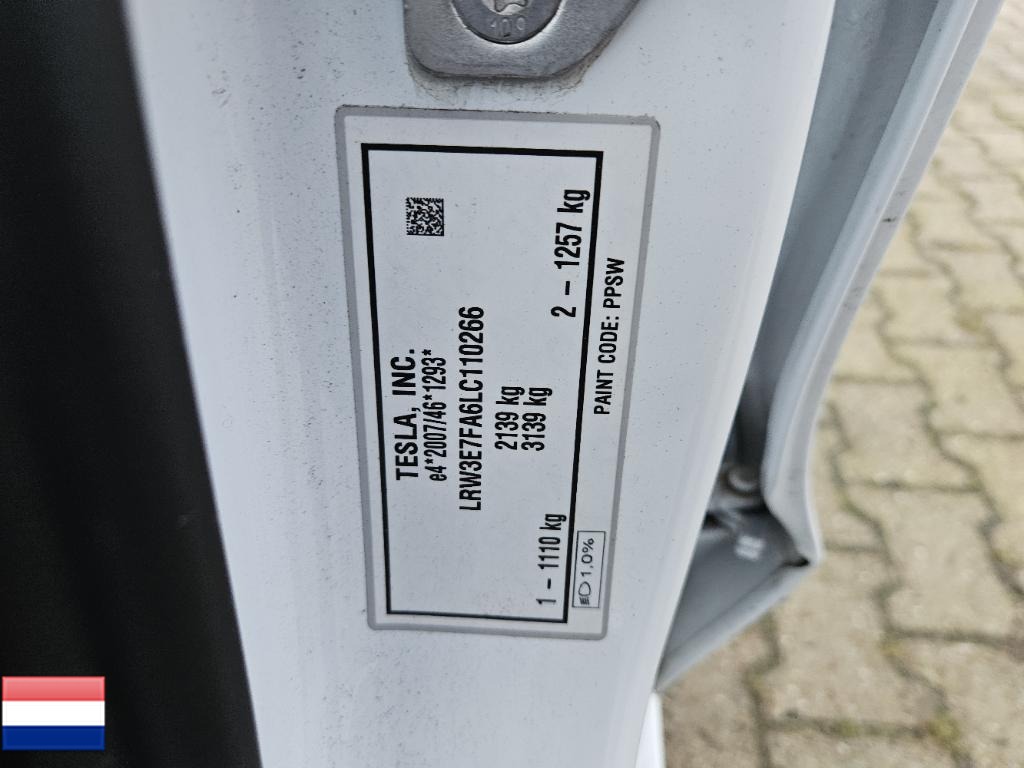 109
TESLA, INC.
e4*2007/46*1293*
LRW3E7FA6LC110266
2139 kg
3139 kg
1 – 1110 kg
2 – 1257 kg
1,0%
PAINT CODE: PPSW